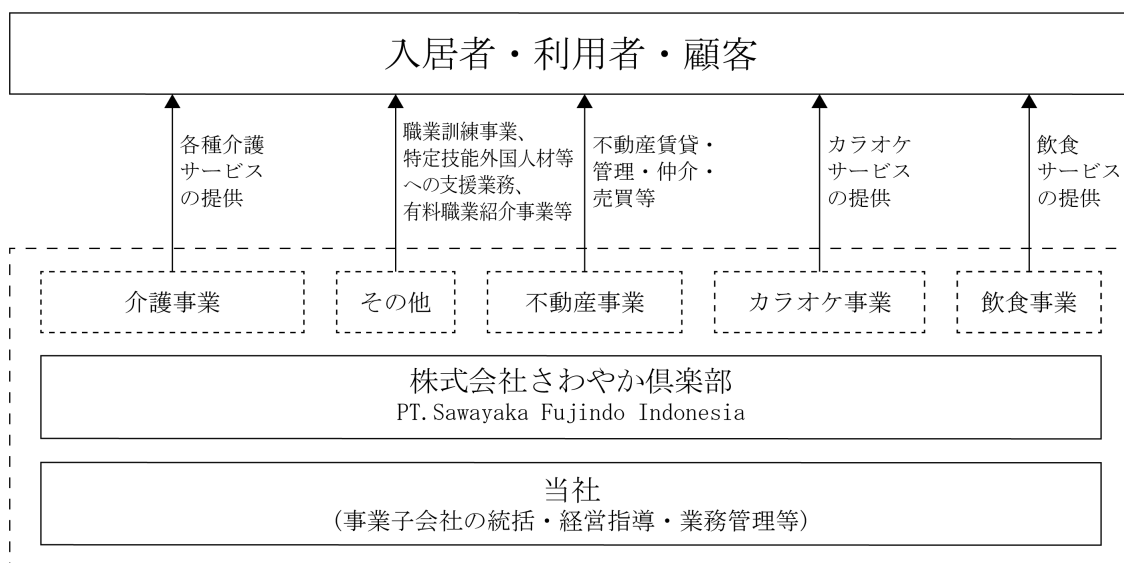 入居者・利用者・顧客
各種介護
サービス
の提供
職業訓練事業、
特定技能外国人材等
への支援業務、
有料職業紹介事業等
不動産賃貸・
管理・仲介・
売買等
カラオケ
サービス
の提供
飲食
サービス
の提供
介護事業
その他
不動産事業
カラオケ事業
飲食事業
株式会社さわやか倶楽部
PT.Sawayaka Fujindo Indonesia
当社
(事業子会社の統括・経営指導・業務管理等)